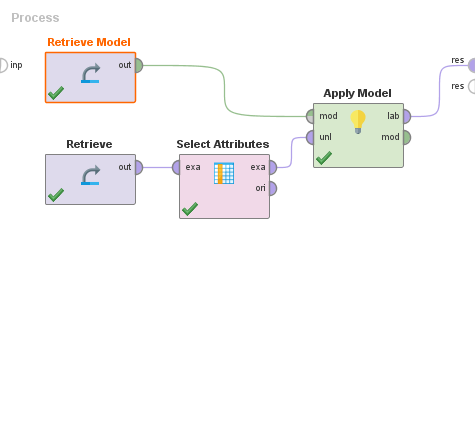 Process
Retrieve Model
inp
out
res
res
Apply Model
mod
lab
unl
mod
Retrieve
out
Select Attributes
exa
exa
ori